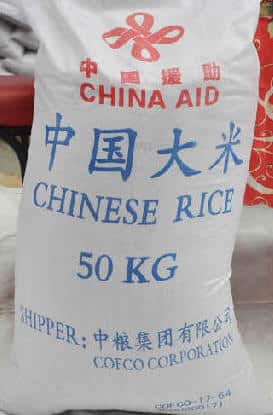 中国援助
CHINA AID
中国大米
CHINESE RICE
50 KG
SHIPPER: 中粮集团有限公司
COFCO CORPORATION